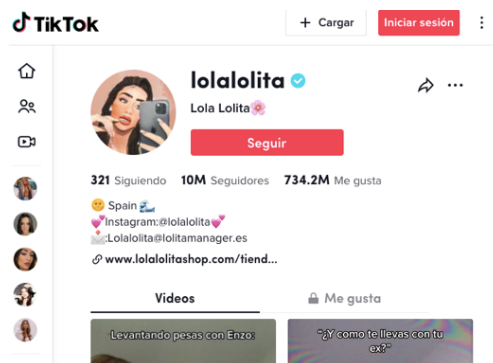 TikTok
+ Cargar
Iniciar sesión
lolalolita
Lola Lolita🌸
Seguir
321 Siguiendo 10M Seguidores 734.2M Me gusta
🌞 Spain 🌊
💕Instagram:@lolalolita💕
📩:Lolalolita@lolitamanager.es
www.lolalolitashop.com/tiend...
Videos
Me gusta
Levantando pesas con Enzo:
"¿Y como te llevas con tu
ex?"